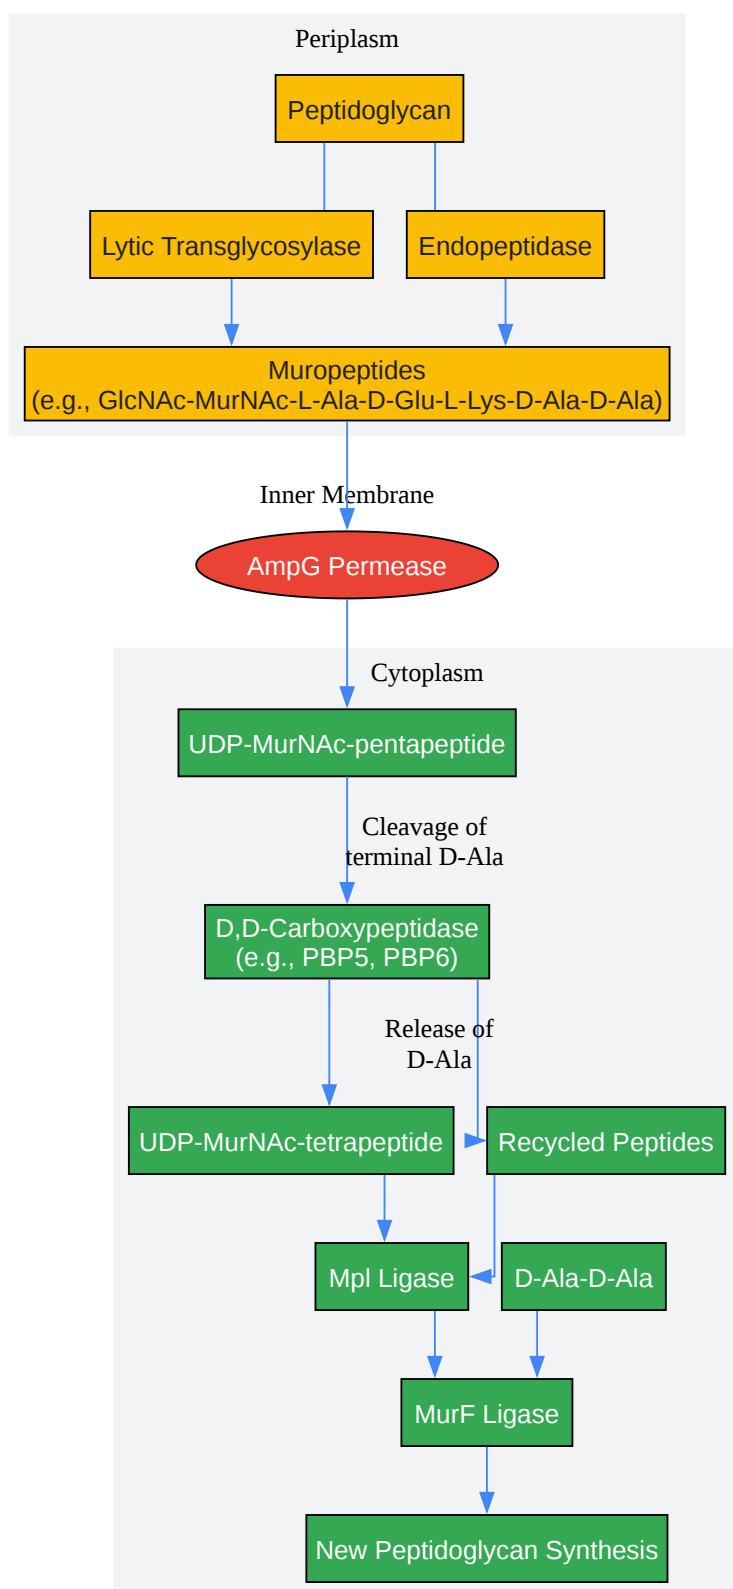 Periplasm
Peptidoglycan
Lytic Transglycosylase
Endopeptidase
Muropeptides
(e.g., GlcNAc-MurNAc-L-Ala-D-Glu-L-Lys-D-Ala-D-Ala)
Inner Membrane
AmpG Permease
Cytoplasm
UDP-MurNAc-pentapeptide
Cleavage of
terminal D-Ala
D,D-Carboxypeptidase
(e.g., PBP5, PBP6)
Release of
D-Ala
UDP-MurNAc-tetrapeptide
Recycled Peptides
Mpl Ligase
D-Ala-D-Ala
MurF Ligase
New Peptidoglycan Synthesis